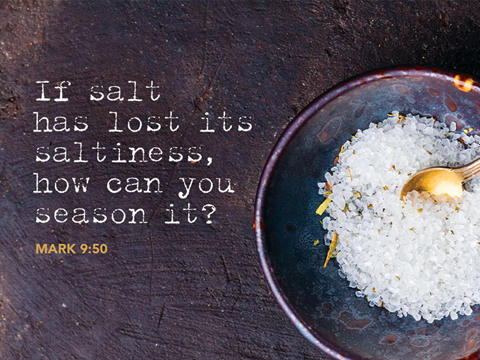 If salt
has lost its
saltiness,
how can you
season it?
MARK 9:50